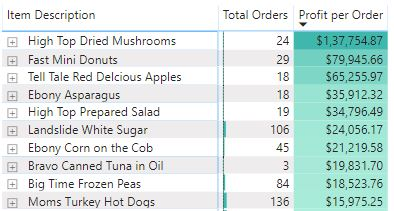 Item Description Total Orders Profit per Order
High Top Dried Mushrooms 24 $1,37,754.87
Fast Mini Donuts 29 $79,945.66
Tell Tale Red Delcious Apples 18 $65,255.97
Ebony Asparagus 18 $35,912.32
High Top Prepared Salad 19 $34,796.49
Landslide White Sugar 106 $24,056.17
Ebony Corn on the Cob 45 $21,219.58
Bravo Canned Tuna in Oil 3 $19,831.70
Big Time Frozen Peas 84 $18,523.76
Moms Turkey Hot Dogs 136 $15,975.25